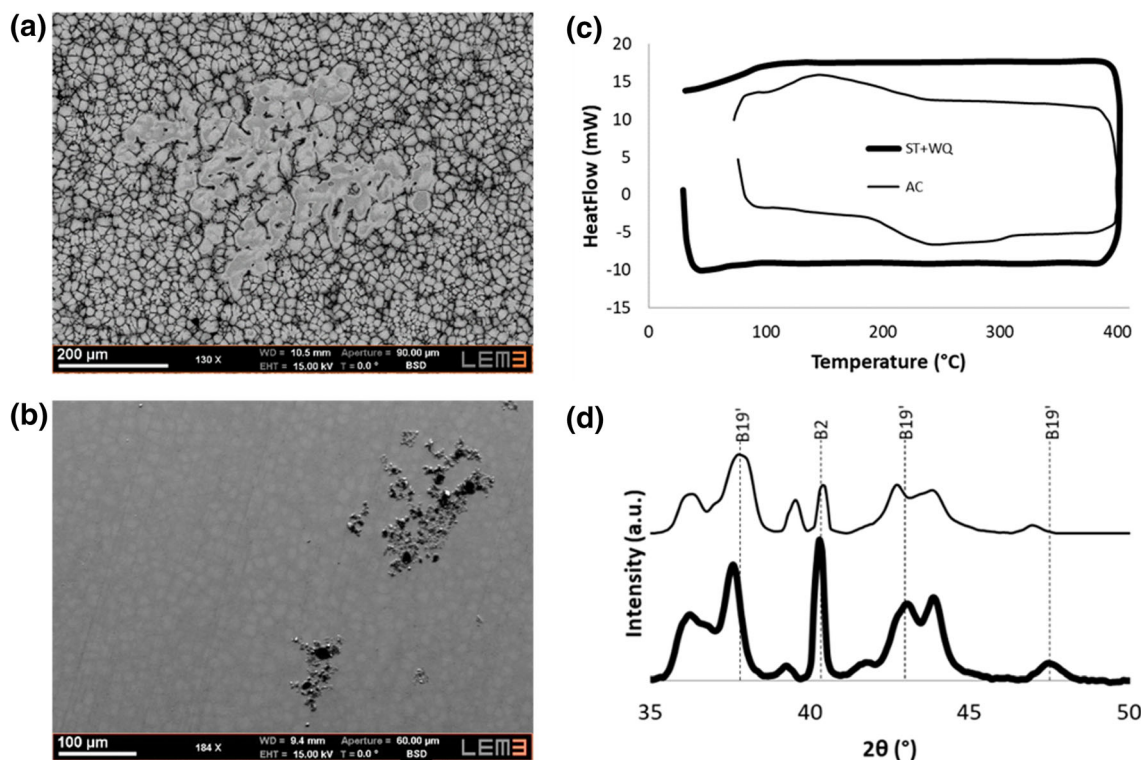 (a)
200 µm
130 X
WD = 10.5 mm Aperture = 90.00 µm
EHT = 15.00 kV T = 0.0 ° BSD
LEM3
(b)
100 µm
184 X
WD = 9.4 mm Aperture = 60.00 µm
EHT = 15.00 kV T = 0.0 ° BSD
LEM3
(c)
HeatFlow (mW)
20
15
10
5
0
-5
-10
-15
ST+WQ
AC
0 100 200 300 400
Temperature (°C)
(d)
B19'
B2
B19'
B19'
Intensity (a.u.)
35 40 45 50
2θ (°)